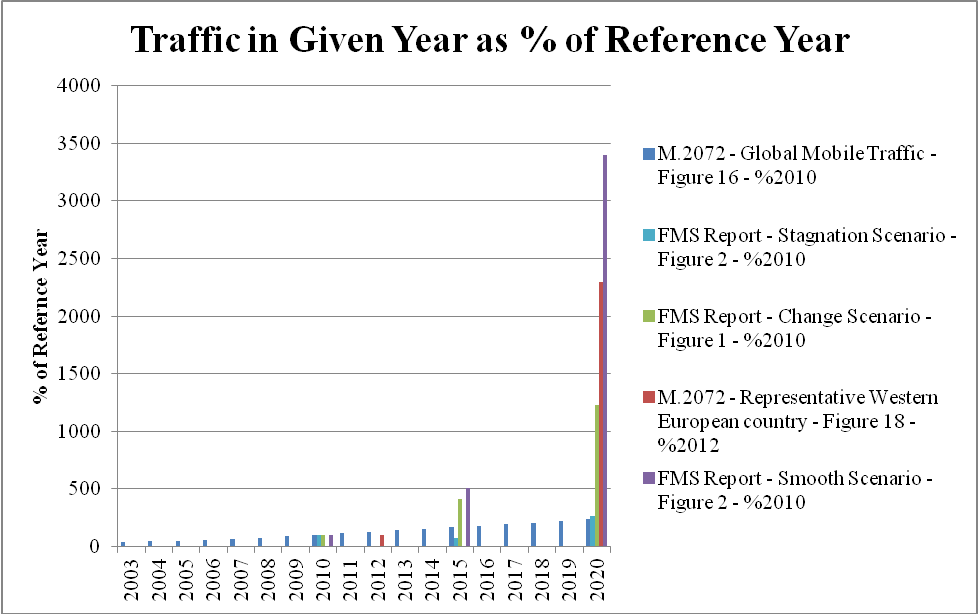 Traffic in Given Year as % of Reference Year
% of Refernce Year
4000
3500
3000
2500
2000
1500
1000
500
0
2003
2004
2005
2006
2007
2008
2009
2010
2011
2012
2013
2014
2015
2016
2017
2018
2019
2020
M.2072 - Global Mobile Traffic -
Figure 16 - %2010
FMS Report - Stagnation Scenario -
Figure 2 - %2010
FMS Report - Change Scenario -
Figure 1 - %2010
M.2072 - Representative Western
European country - Figure 18 -
%2012
FMS Report - Smooth Scenario -
Figure 2 - %2010